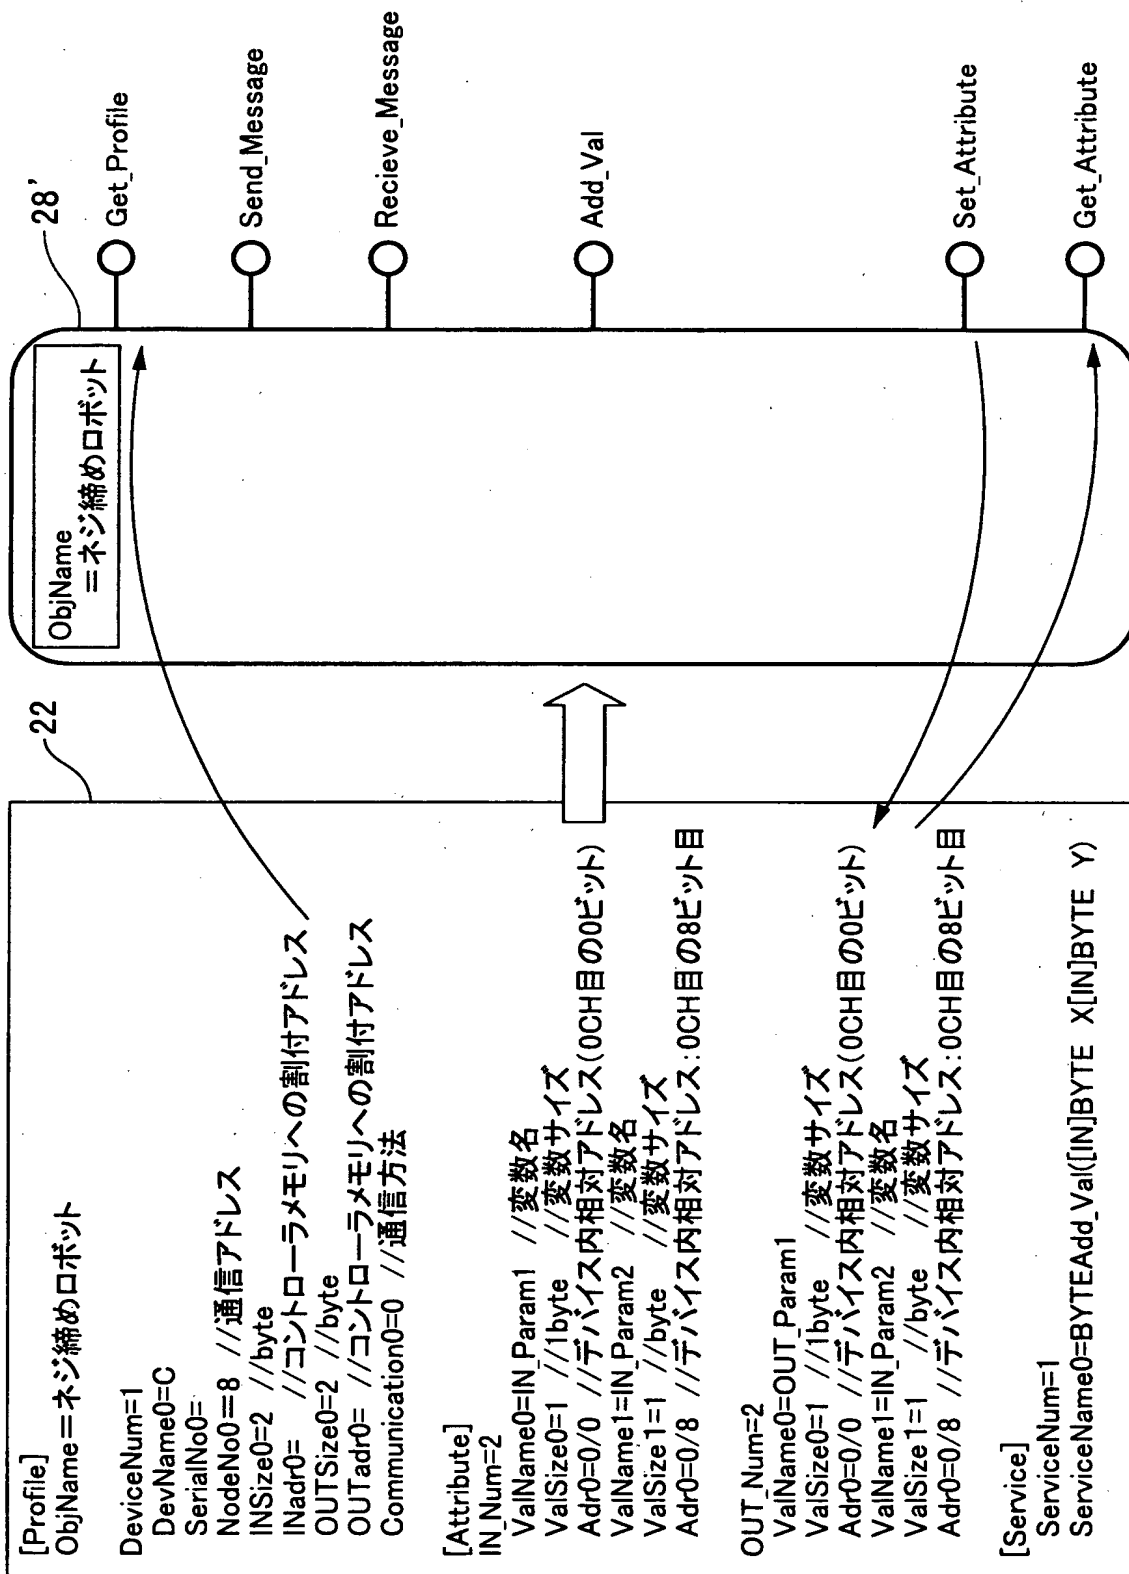 [Profile]
ObjName=ネジ締めロボット
DeviceNum=1
DevName0=C
SerialNo0=
NodeNo0=8 //通信アドレス
INSize0=2 //byte
INadr0= //コントローラメモリへの割付アドレス
OUTSize0=2 //byte
OUTadr0= //コントローラメモリへの割付アドレス
Communication0=0 //通信方法
[Attribute]
IN_Num=2
ValName0=IN_Param1 //変数名
ValSize0=1 //1byte //変数サイズ
Adr0=0/0 //デバイス内相対アドレス(0CH目の0ビット)
ValName1=IN_Param2 //変数名
ValSize1=1 //byte //変数サイズ
Adr0=0/8 //デバイス内相対アドレス:0CH目の8ビット目
OUT_Num=2
ValName0=OUT_Param1
ValSize0=1 //1byte //変数サイズ
Adr0=0/0 //デバイス内相対アドレス(0CH目の0ビット)
ValName1=IN_Param2 //変数名
ValSize1=1 //byte //変数サイズ
Adr0=0/8 //デバイス内相対アドレス:0CH目の8ビット目
[Service]
ServiceNum=1
ServiceName0=BYTEAdd_Val([IN]BYTE X[IN]BYTE Y)
22
28'
ObjName
=ネジ締めロボット
Get_Profile
Send_Message
Recieve_Message
Add_Val
Set_Attribute
Get_Attribute